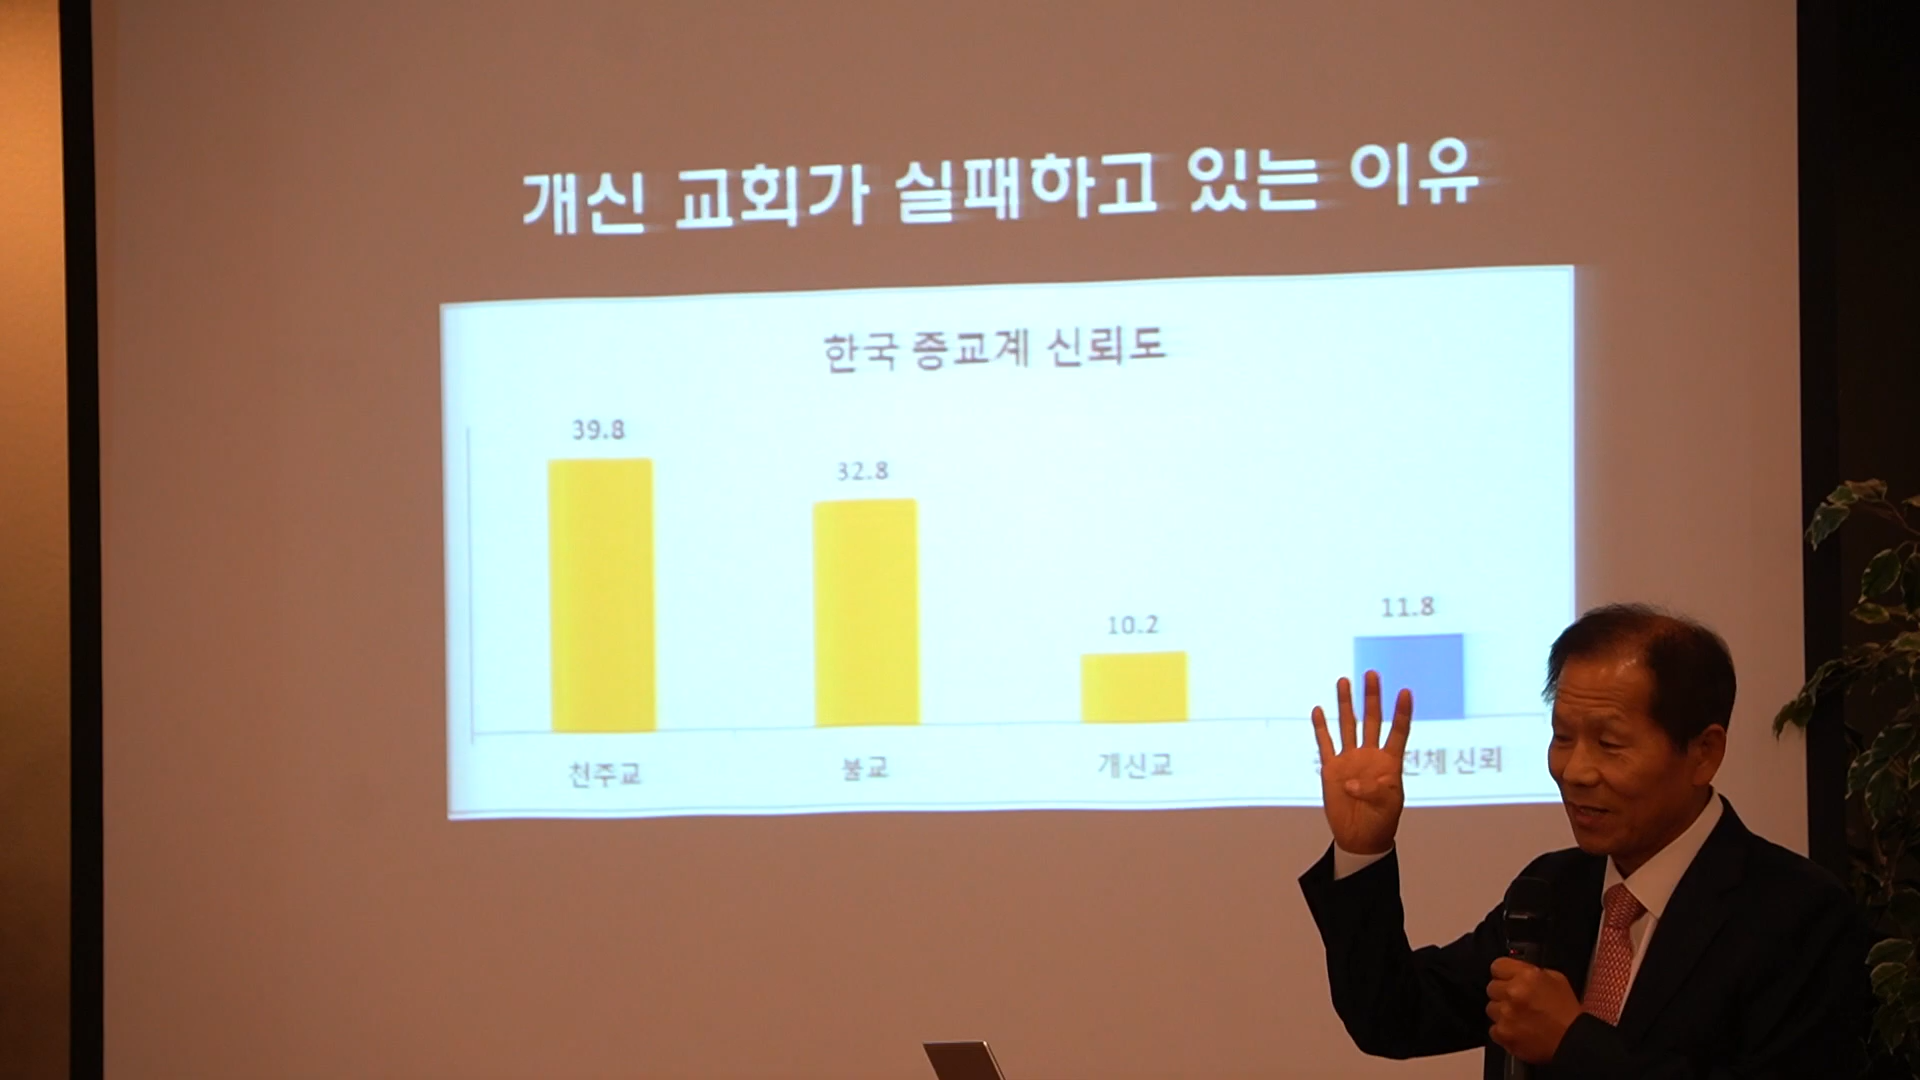 개신 교회가 실패하고 있는 이유
한국 종교계 신뢰도
39.8
32.8
10.2
11.8
천주교
불교
개신교
전체 신뢰